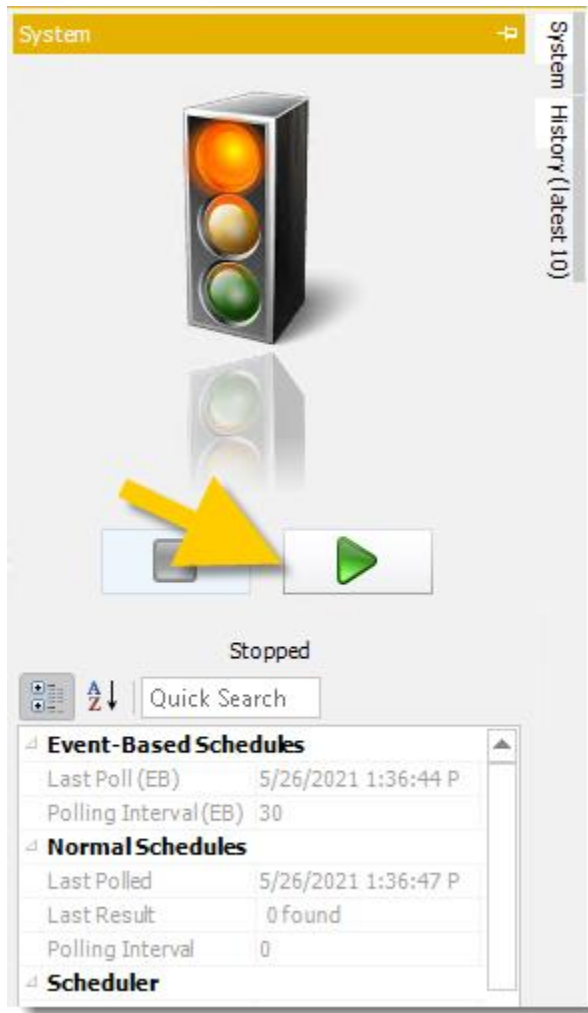 System
System
History (latest 10)
Stopped
A
Z
Quick Search
Event-Based Schedules
Last Poll (EB) 5/26/2021 1:36:44 P
Polling Interval (EB) 30
Normal Schedules
Last Polled 5/26/2021 1:36:47 P
Last Result 0 found
Polling Interval 0
Scheduler